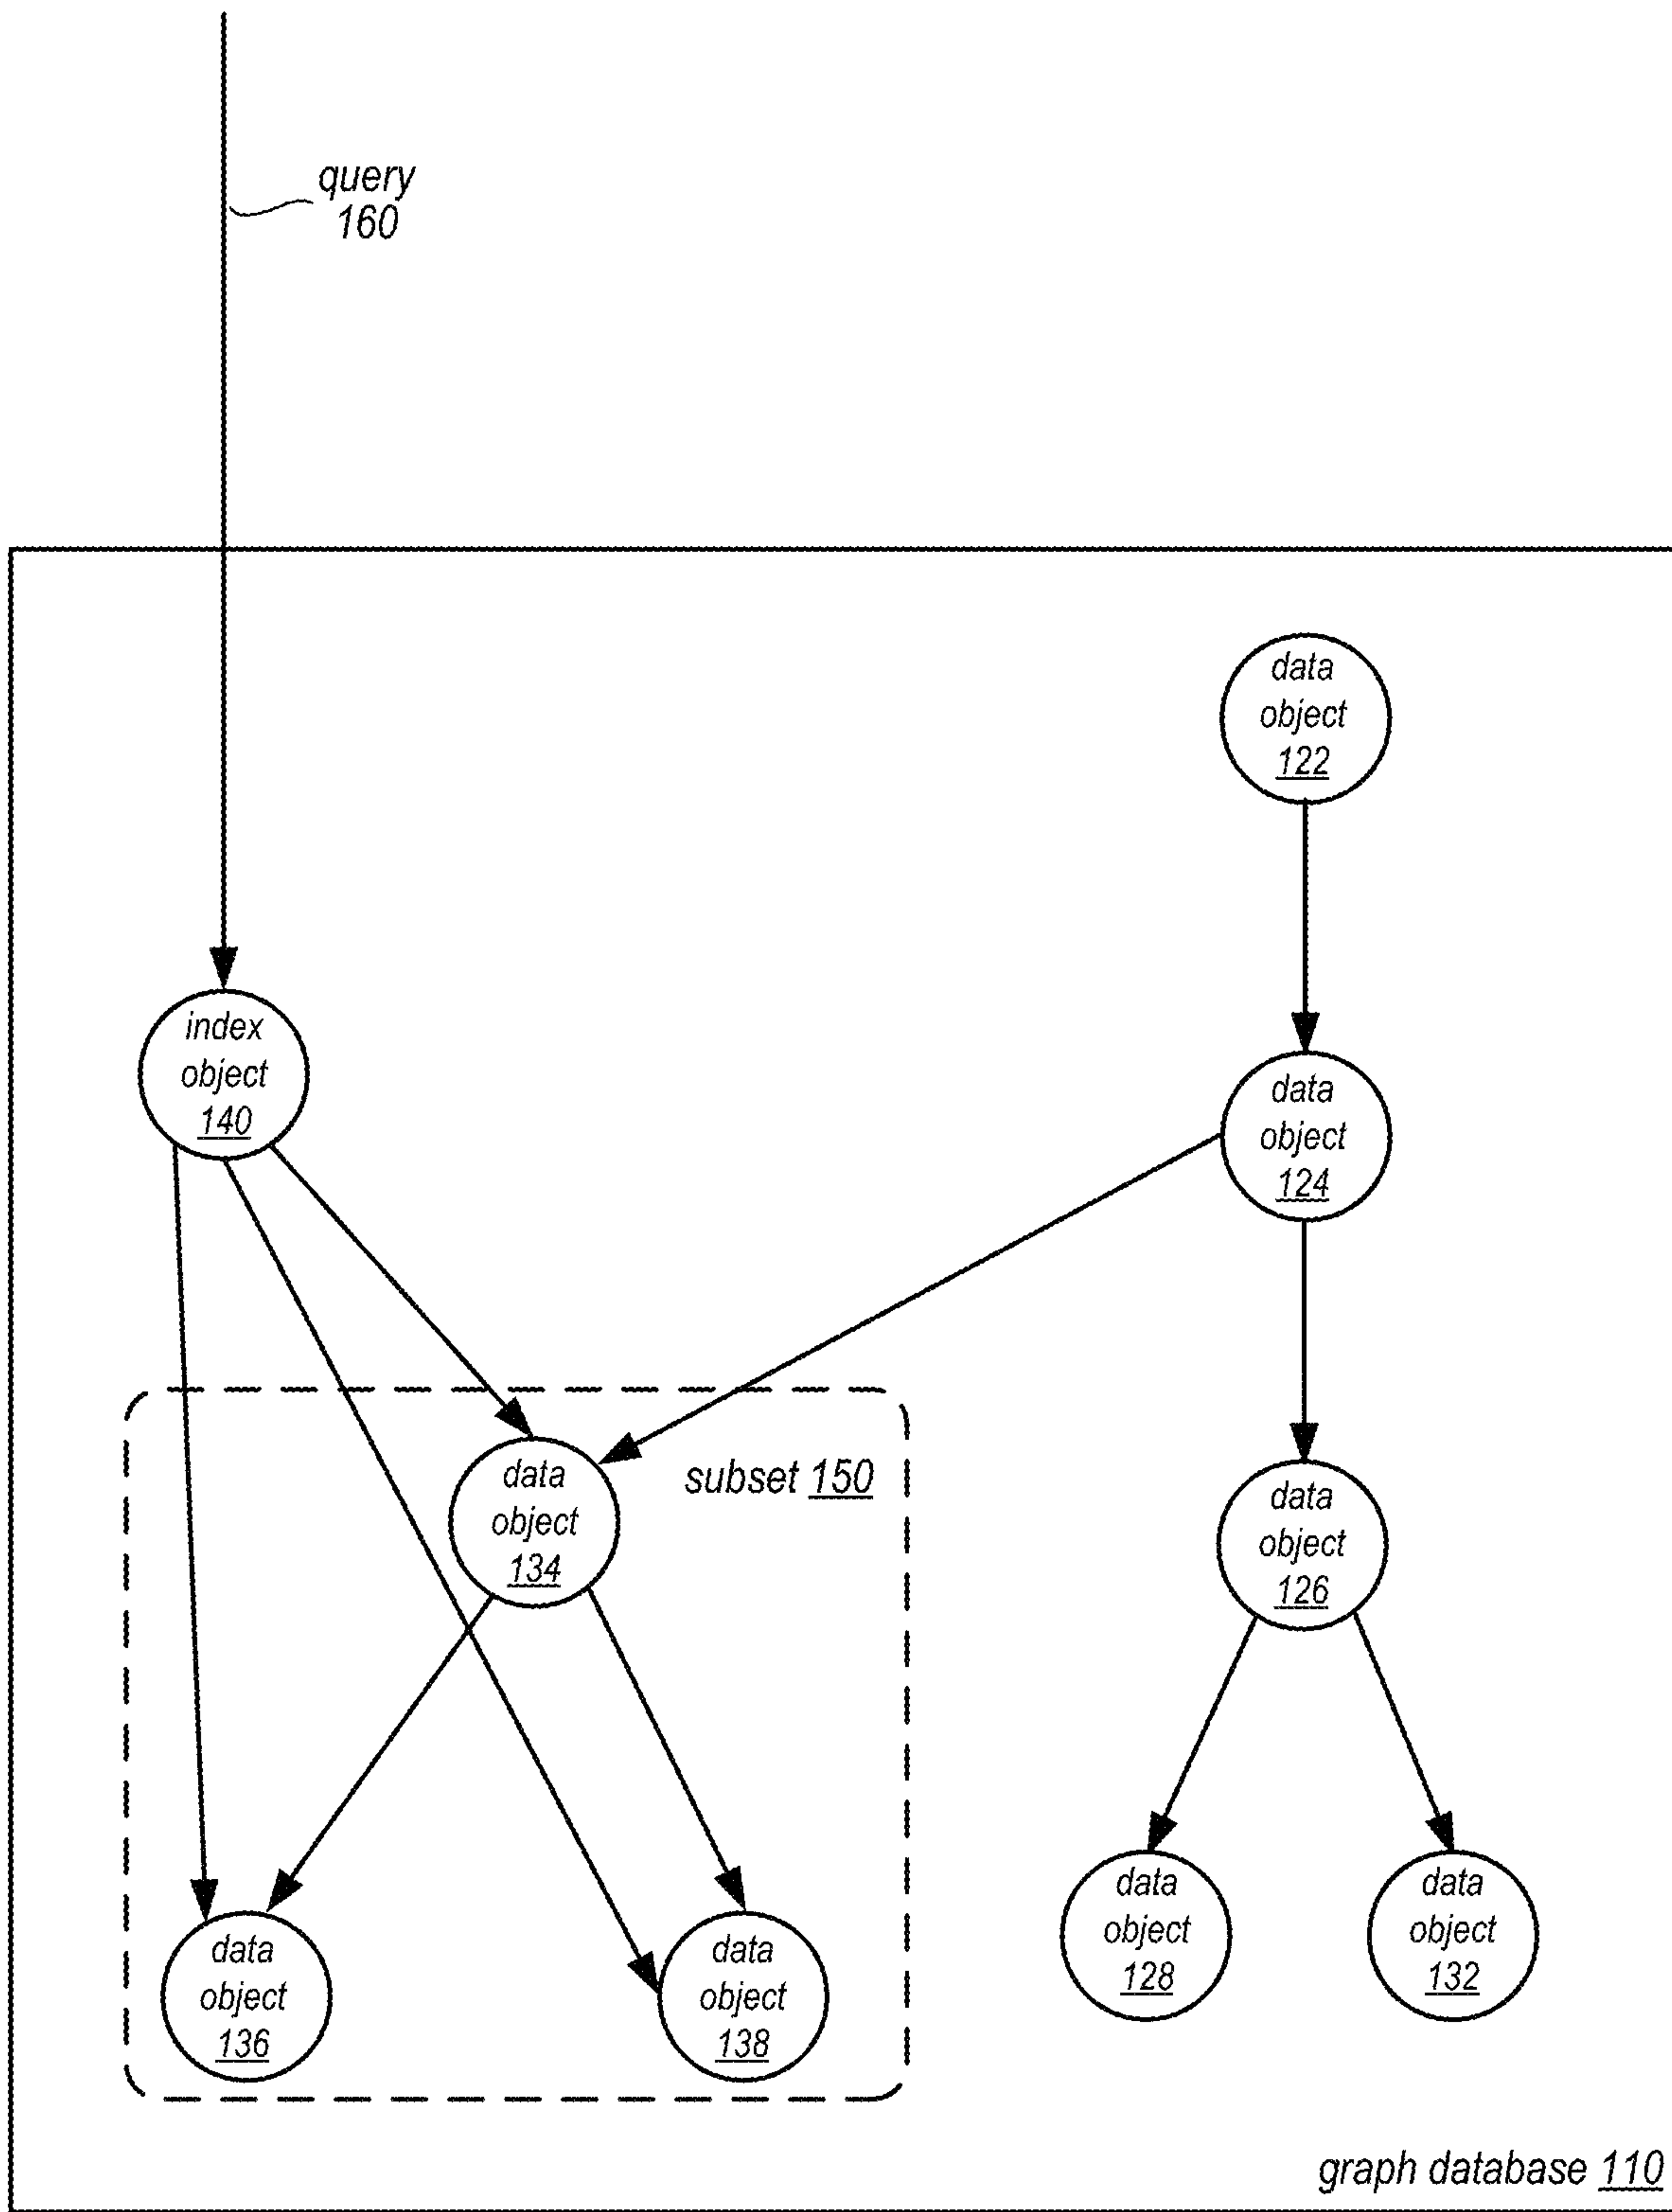 query
160
data
object
122
index
object
140
data
object
124
data
object
134
subset 150
data
object
126
data
object
136
data
object
138
data
object
128
data
object
132
graph database 110